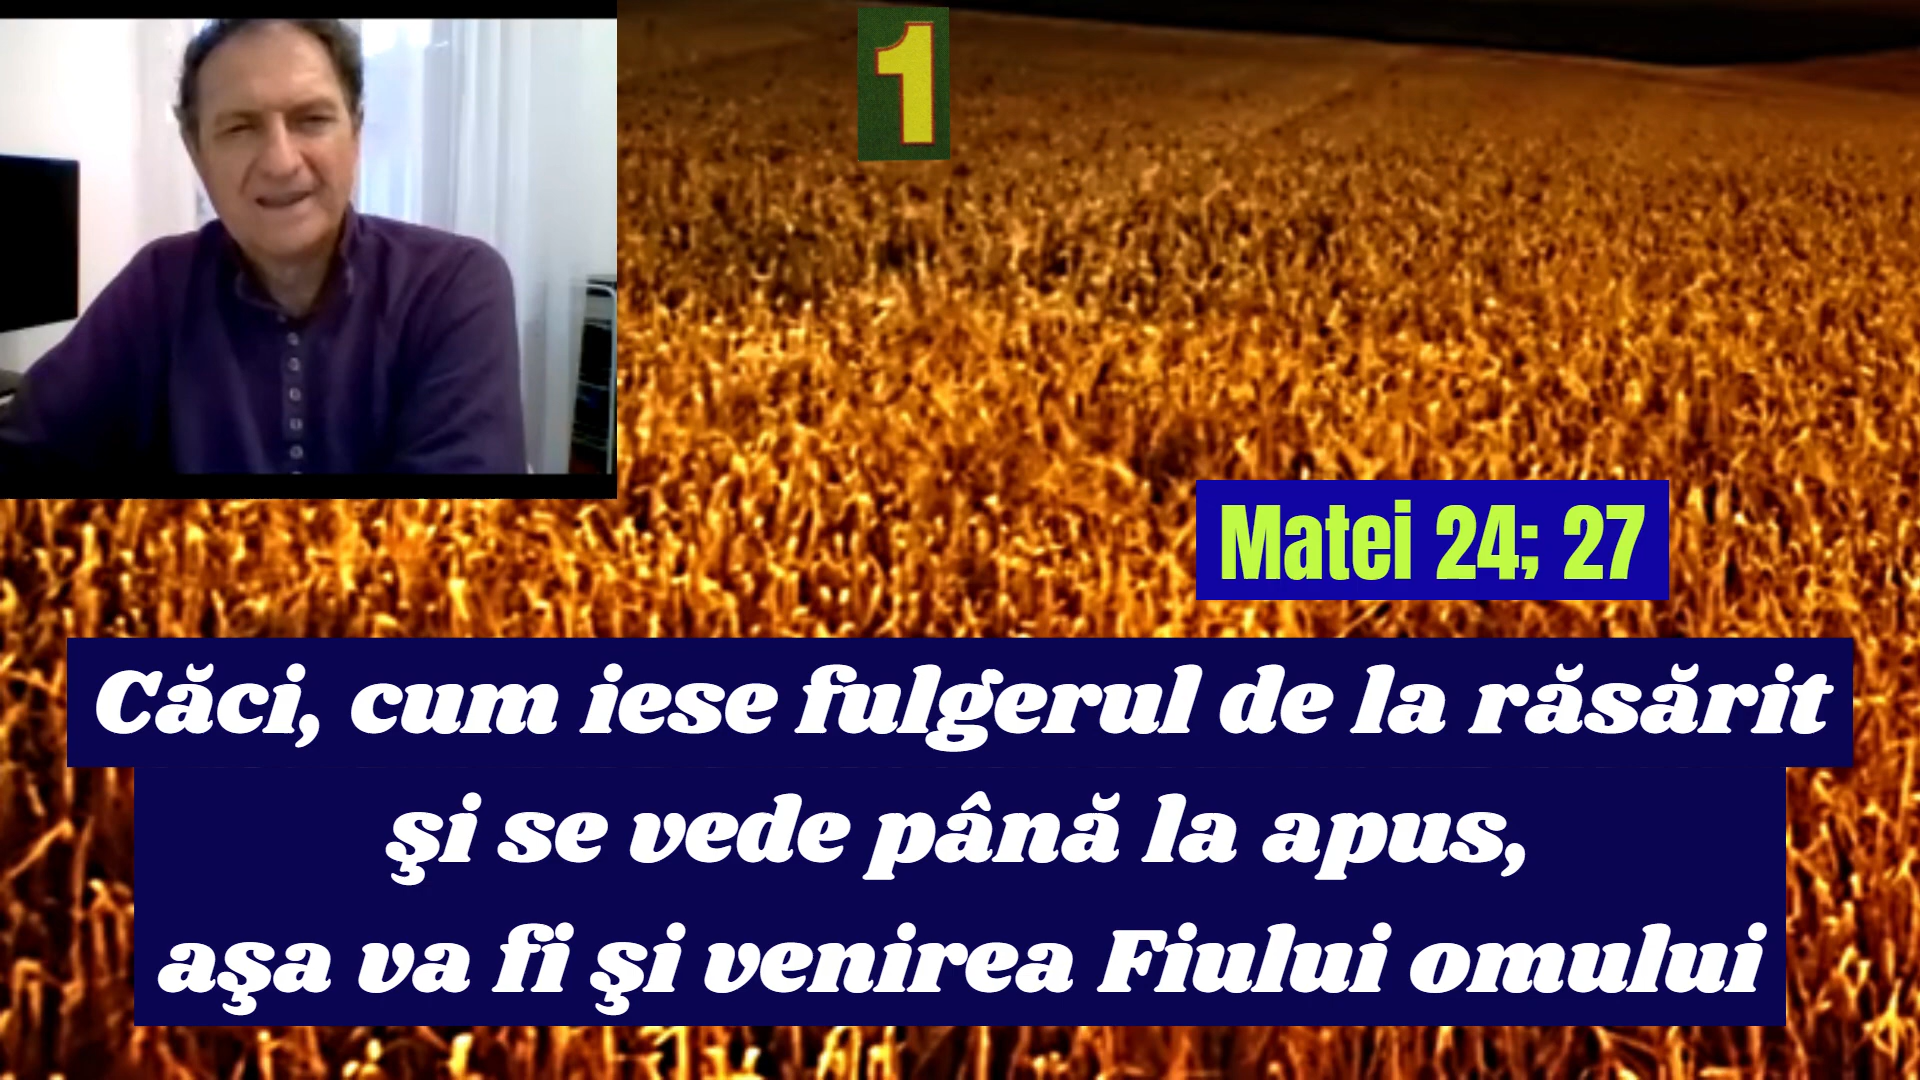 1
Matei 24; 27
Căci, cum iese fulgerul de la răsărit
şi se vede până la apus,
aşa va fi şi venirea Fiului omului